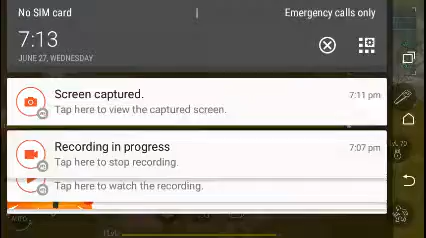 No SIM card | Emergency calls only
7:13
JUNE 27, WEDNESDAY
Screen captured. 7:11 pm
Tap here to view the captured screen.
Recording in progress 7:07 pm
Tap here to stop recording.
Tap here to watch the recording.
AUTO